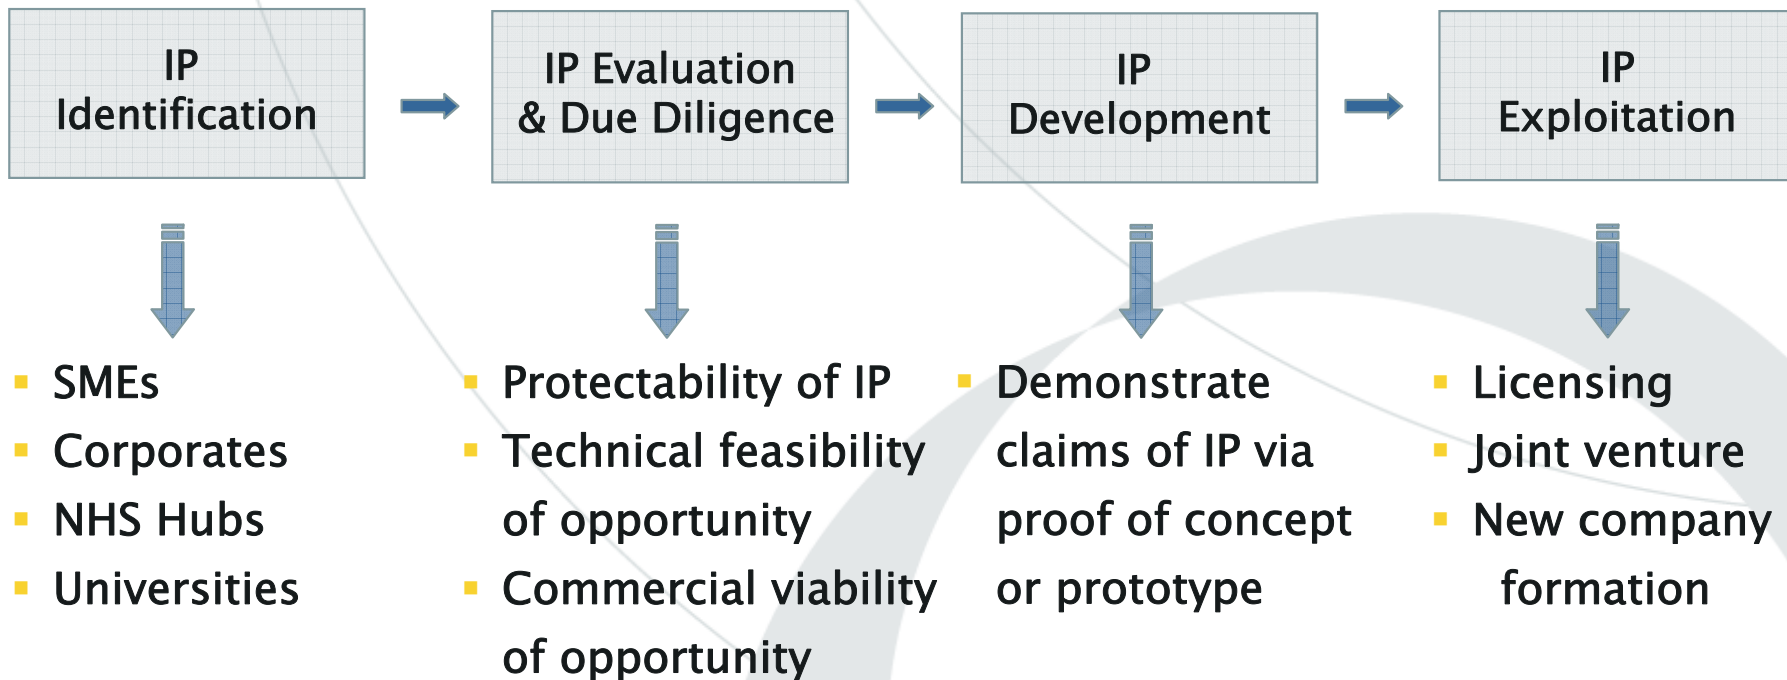 IP
Identification
IP Evaluation
& Due Diligence
IP
Development
IP
Exploitation
▪ SMEs
▪ Corporates
▪ NHS Hubs
▪ Universities
▪ Protectability of IP
▪ Technical feasibility
of opportunity
▪ Commercial viability
of opportunity
▪ Demonstrate
claims of IP via
proof of concept
or prototype
▪ Licensing
▪ Joint venture
▪ New company
formation